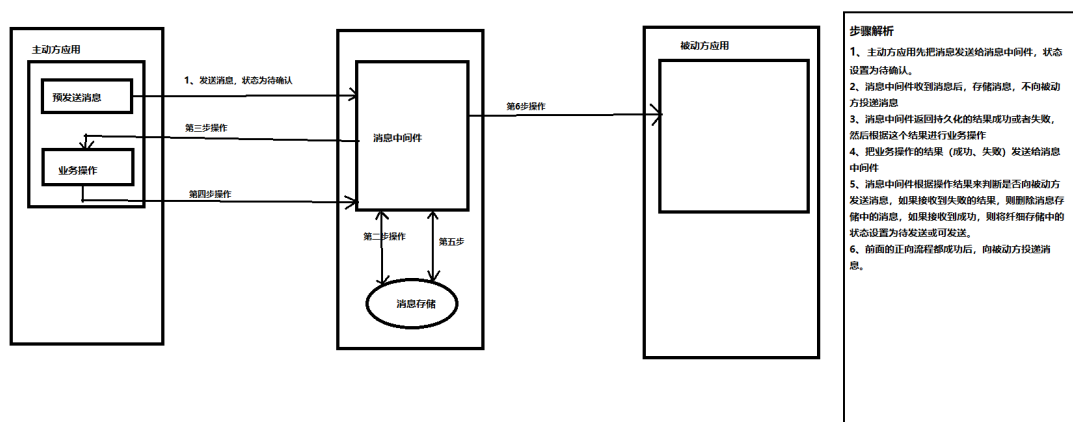 主动方应用
预发送消息
业务操作
1、发送消息，状态为待确认
第三步操作
第四步操作
消息中间件
第二步操作
第五步
消息存储
第6步操作
被动方应用
步骤解析
1、主动方应用先把消息发送给消息中间件，状态
设置为待确认。
2、消息中间件收到消息后，存储消息，不向被动
方投递消息
3、消息中间件返回持久化的结果成功或者失败，
然后根据这个结果进行业务操作
4、把业务操作的结果（成功、失败）发送给消息
中间件
5、消息中间件根据操作结果来判断是否向被动方
发送消息，如果接收到失败的结果，则删除消息存
储中的消息，如果接收到成功，则将纤细存储中的
状态设置为待发送或可发送。
6、前面的正向流程都成功后，向被动方投递消
息。